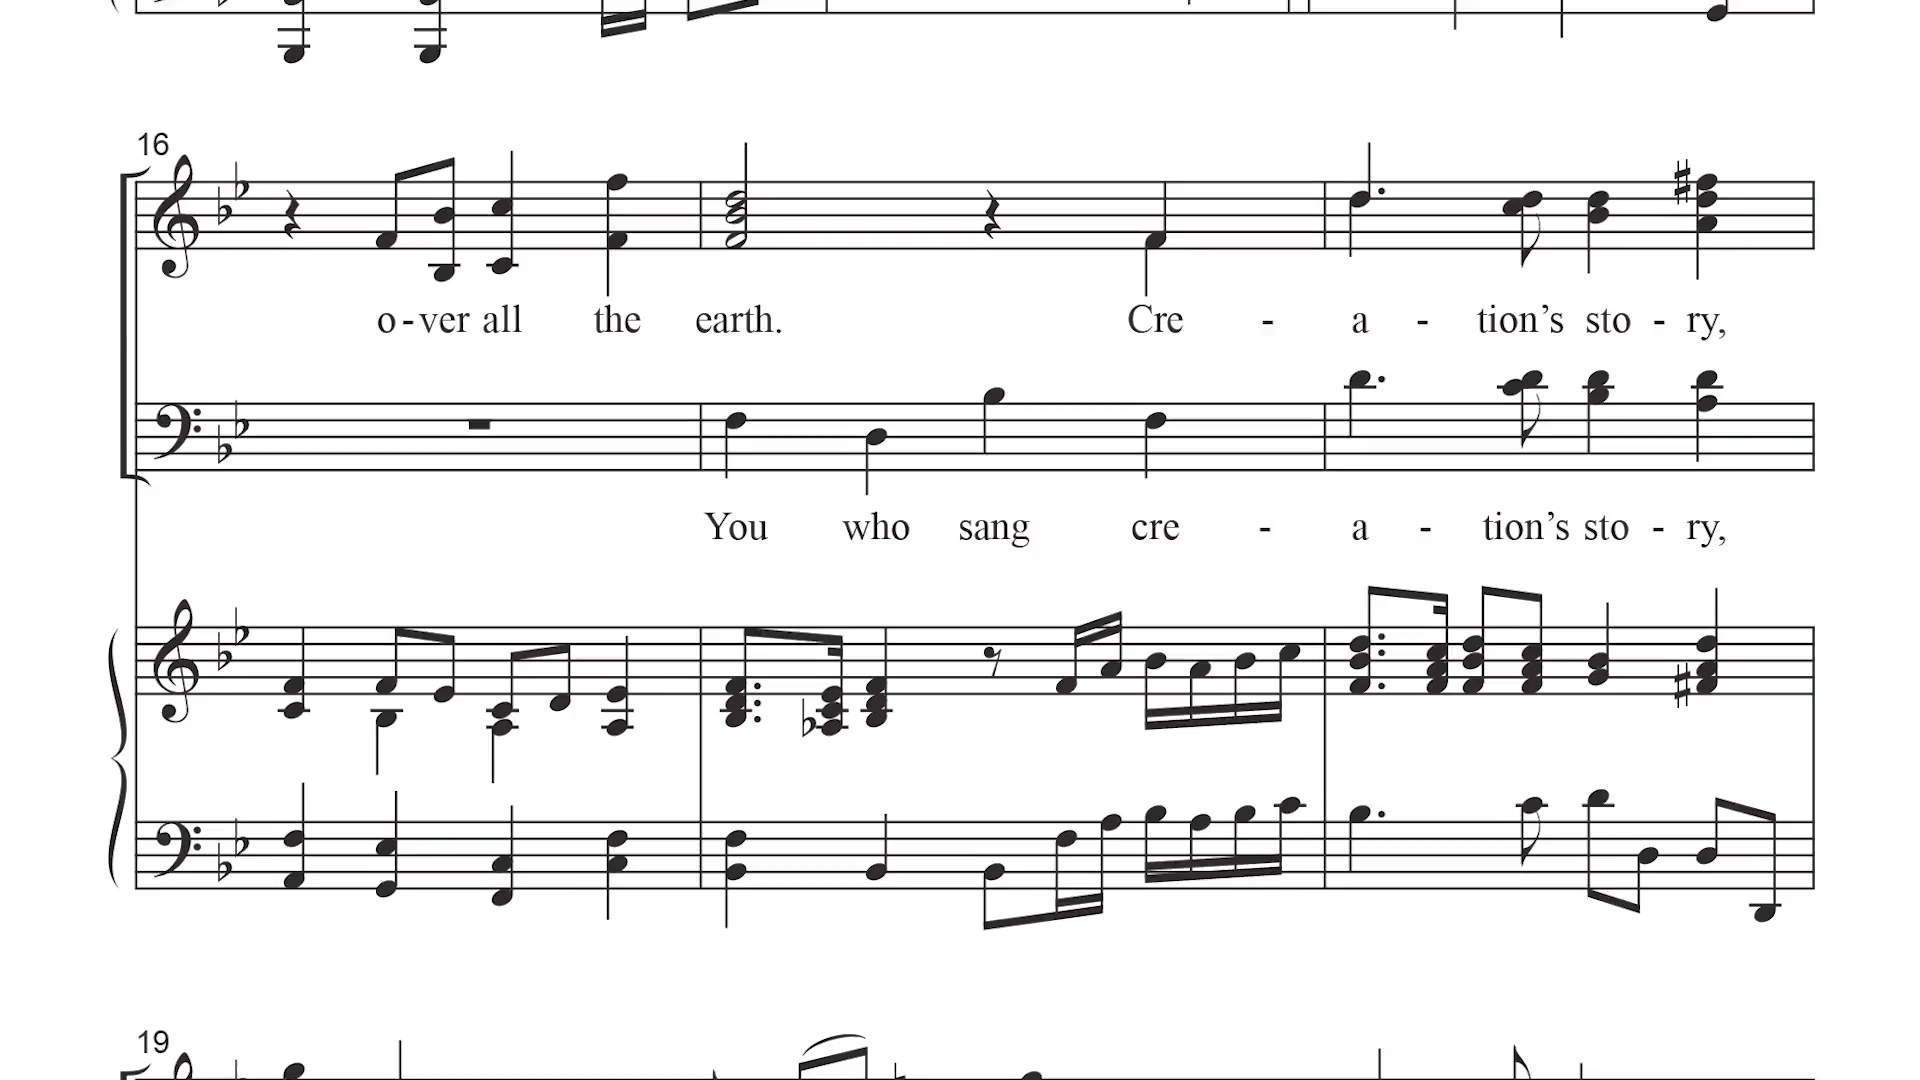 16
o - ver all the earth. Cre - a - tion’s sto - ry,
You who sang cre - a - tion’s sto - ry,
19